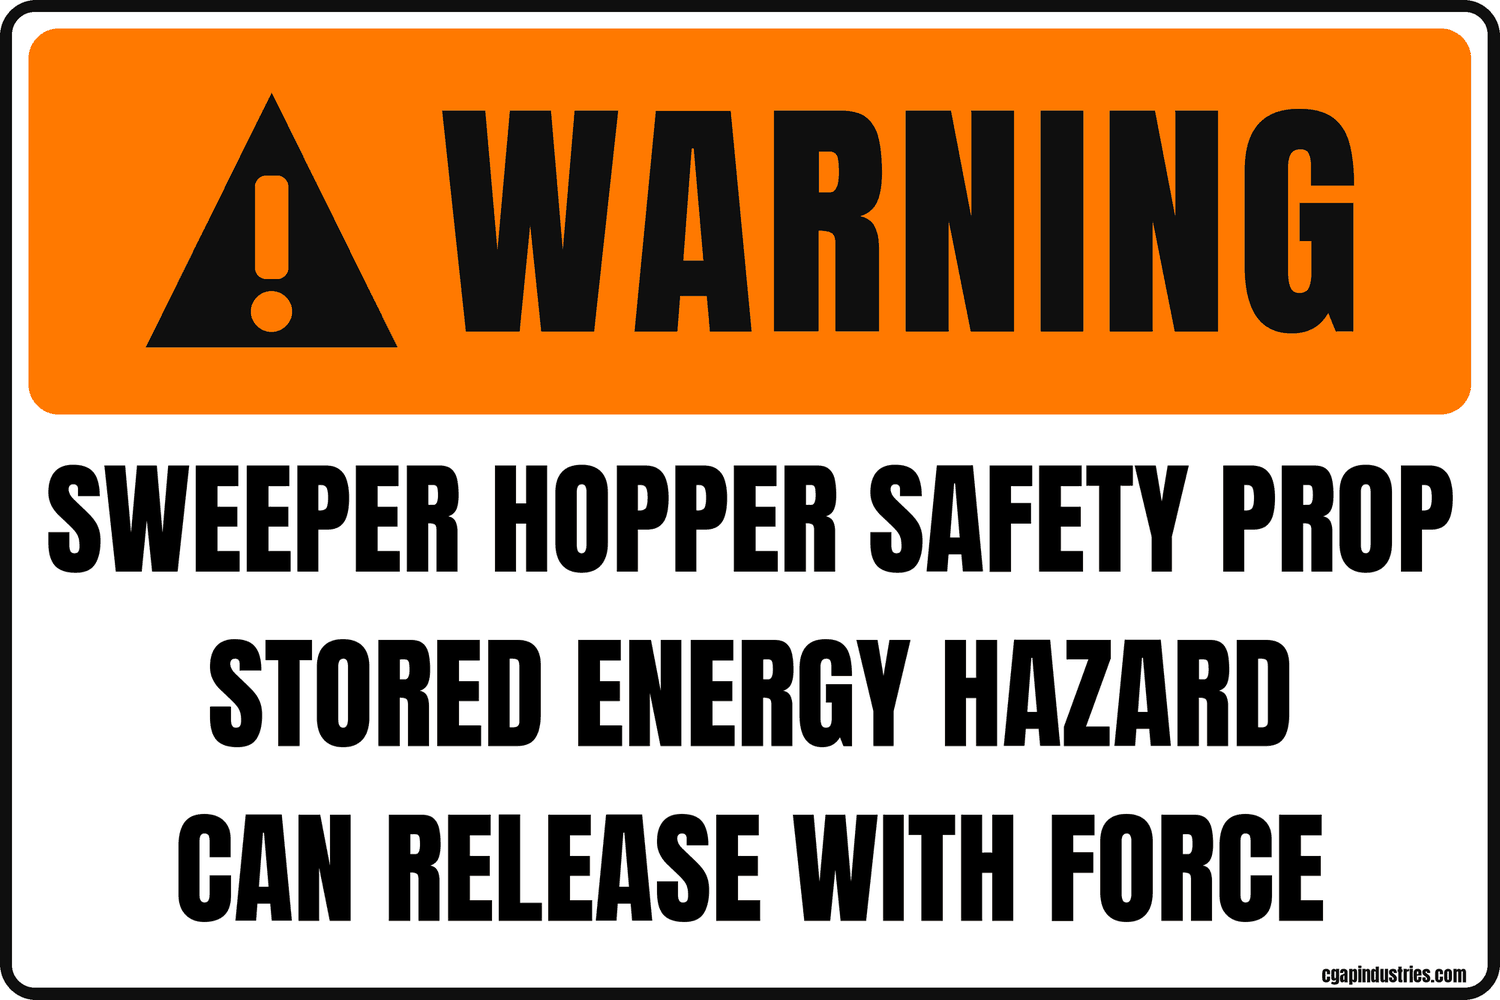 WARNING
SWEEPER HOPPER SAFETY PROP
STORED ENERGY HAZARD
CAN RELEASE WITH FORCE
cgapindustries.com